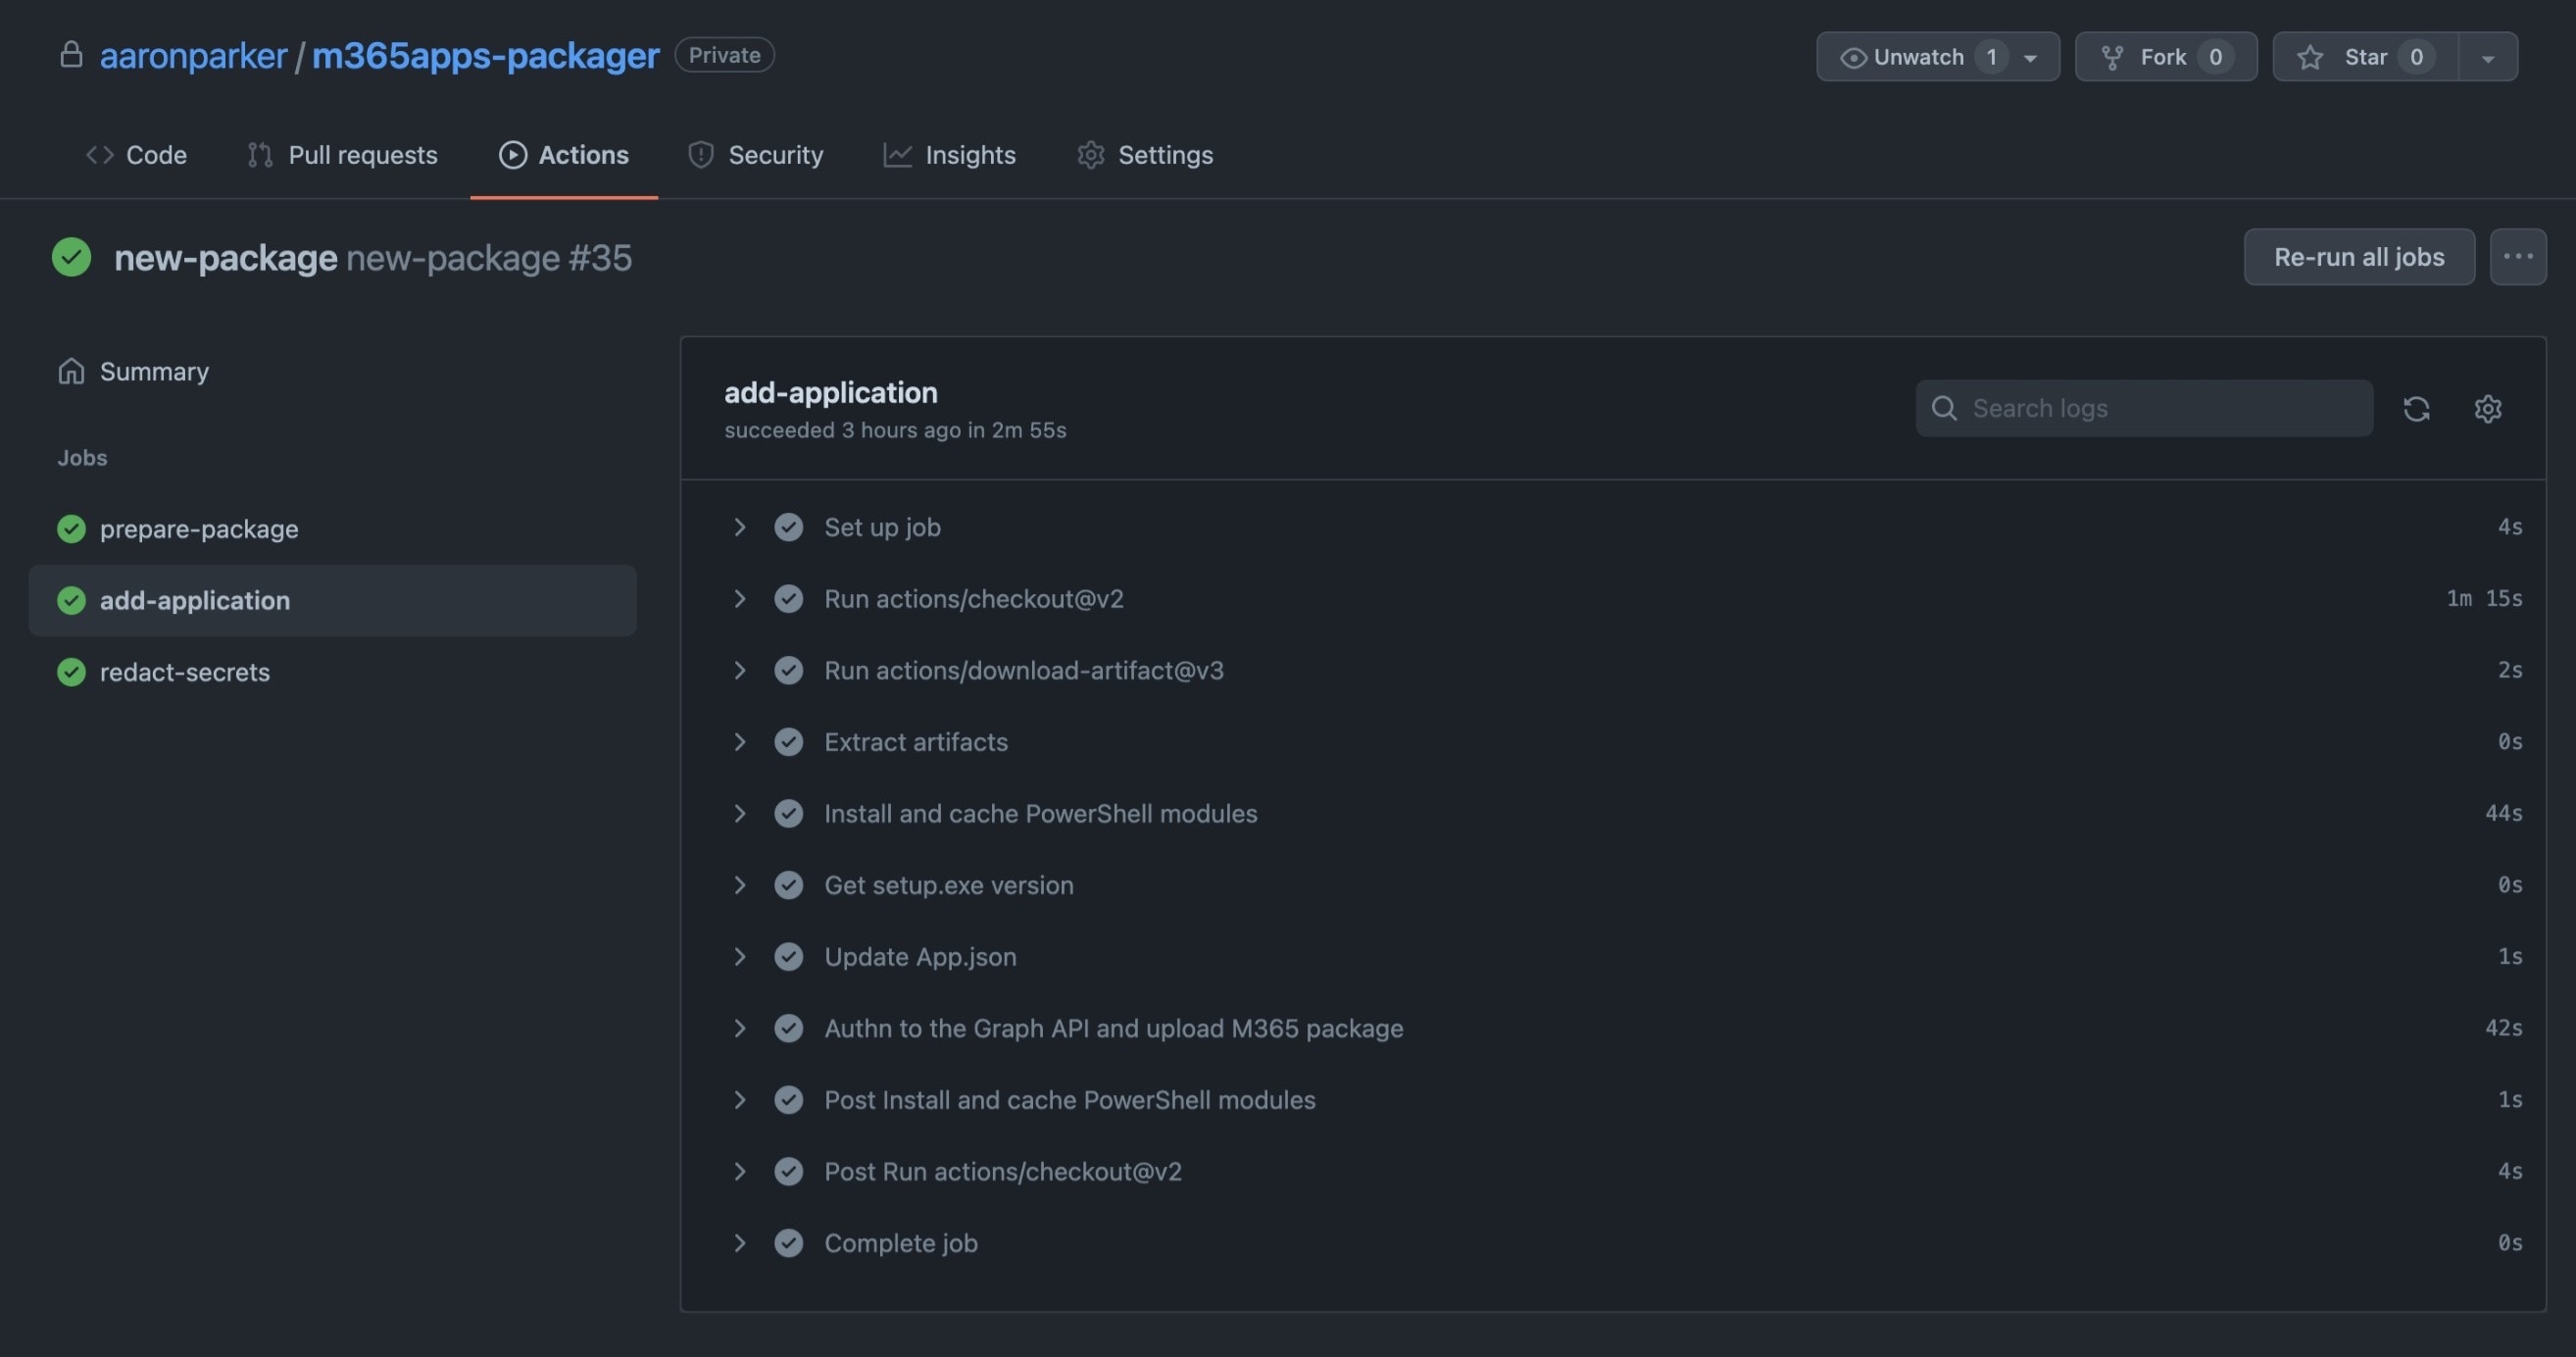 aaronparker / m365apps-packager Private Unwatch 1 Fork 0 Star 0
Code Pull requests Actions Security Insights Settings
new-package new-package #35 Re-run all jobs ...
Summary
Jobs
prepare-package
add-application
redact-secrets
add-application
succeeded 3 hours ago in 2m 55s
Search logs
Set up job 4s
Run actions/checkout@v2 1m 15s
Run actions/download-artifact@v3 2s
Extract artifacts 0s
Install and cache PowerShell modules 44s
Get setup.exe version 0s
Update App.json 1s
Authn to the Graph API and upload M365 package 42s
Post Install and cache PowerShell modules 1s
Post Run actions/checkout@v2 4s
Complete job 0s